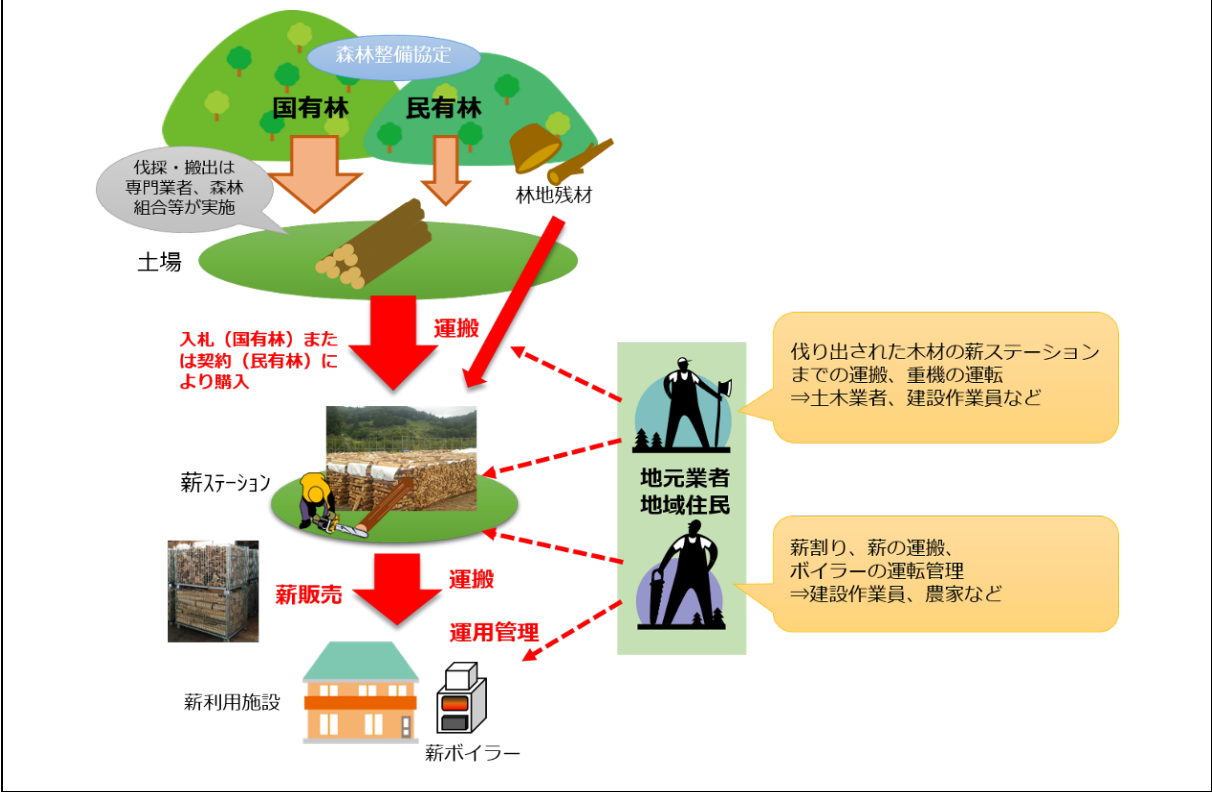 森林整備協定
国有林
民有林
伐採・搬出は
専門業者、森林
組合等が実施
林地残材
土場
入札（国有林）また
は契約（民有林）に
より購入
運搬
伐り出された木材の薪ステーション
までの運搬、重機の運転
⇒土木業者、建設作業員など
地元業者
地域住民
薪ｽﾃｰｼｮﾝ
薪割り、薪の運搬、
ボイラーの運転管理
⇒建設作業員、農家など
薪販売
運搬
運用管理
薪利用施設
薪ボイラー